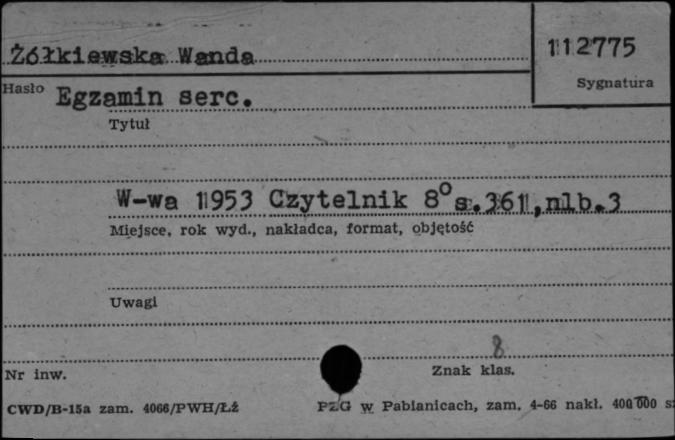 Żółkiewska Wanda
112775
Hasło
Sygnatura
Egzamin serc.
Tytuł
W-wa 1953 Czytelnik 8° s.361,nlb.3
Miejsce, rok wyd., nakładca, format, objętość
Uwagi
8
Nr inw.
Znak klas.
CWD/B-15a zam. 4066/PWH/Łż
PZG w Pabianicach, zam. 4-66 nakł. 400 000